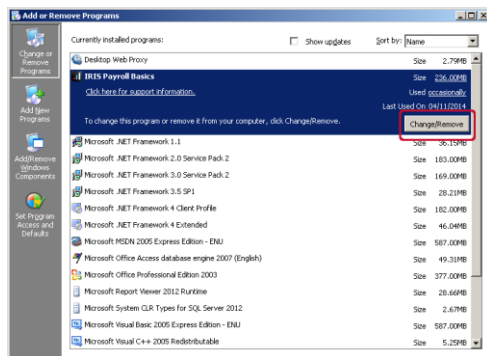 Add or Remove Programs
Change or
Remove
Programs
Add New
Programs
Add/Remove
Windows
Components
Set Program
Access and
Defaults
Currently installed programs:
Show updates
Sort by: Name
Desktop Web Proxy Size 2.79MB
IRIS Payroll Basics Size 236.00MB
Click here for support information. Used occasionally
Last Used On 04/11/2014
To change this program or remove it from your computer, click Change/Remove. Change/Remove
Microsoft .NET Framework 1.1 Size 36.15MB
Microsoft .NET Framework 2.0 Service Pack 2 Size 183.00MB
Microsoft .NET Framework 3.0 Service Pack 2 Size 169.00MB
Microsoft .NET Framework 3.5 SP1 Size 28.21MB
Microsoft .NET Framework 4 Client Profile Size 182.00MB
Microsoft .NET Framework 4 Extended Size 46.04MB
Microsoft MSDN 2005 Express Edition - ENU Size 587.00MB
Microsoft Office Access database engine 2007 (English) Size 49.31MB
Microsoft Office Professional Edition 2003 Size 377.00MB
Microsoft Report Viewer 2012 Runtime Size 28.66MB
Microsoft System CLR Types for SQL Server 2012 Size 2.67MB
Microsoft Visual Basic 2005 Express Edition - ENU Size 587.00MB
Microsoft Visual C++ 2005 Redistributable Size 5.25MB